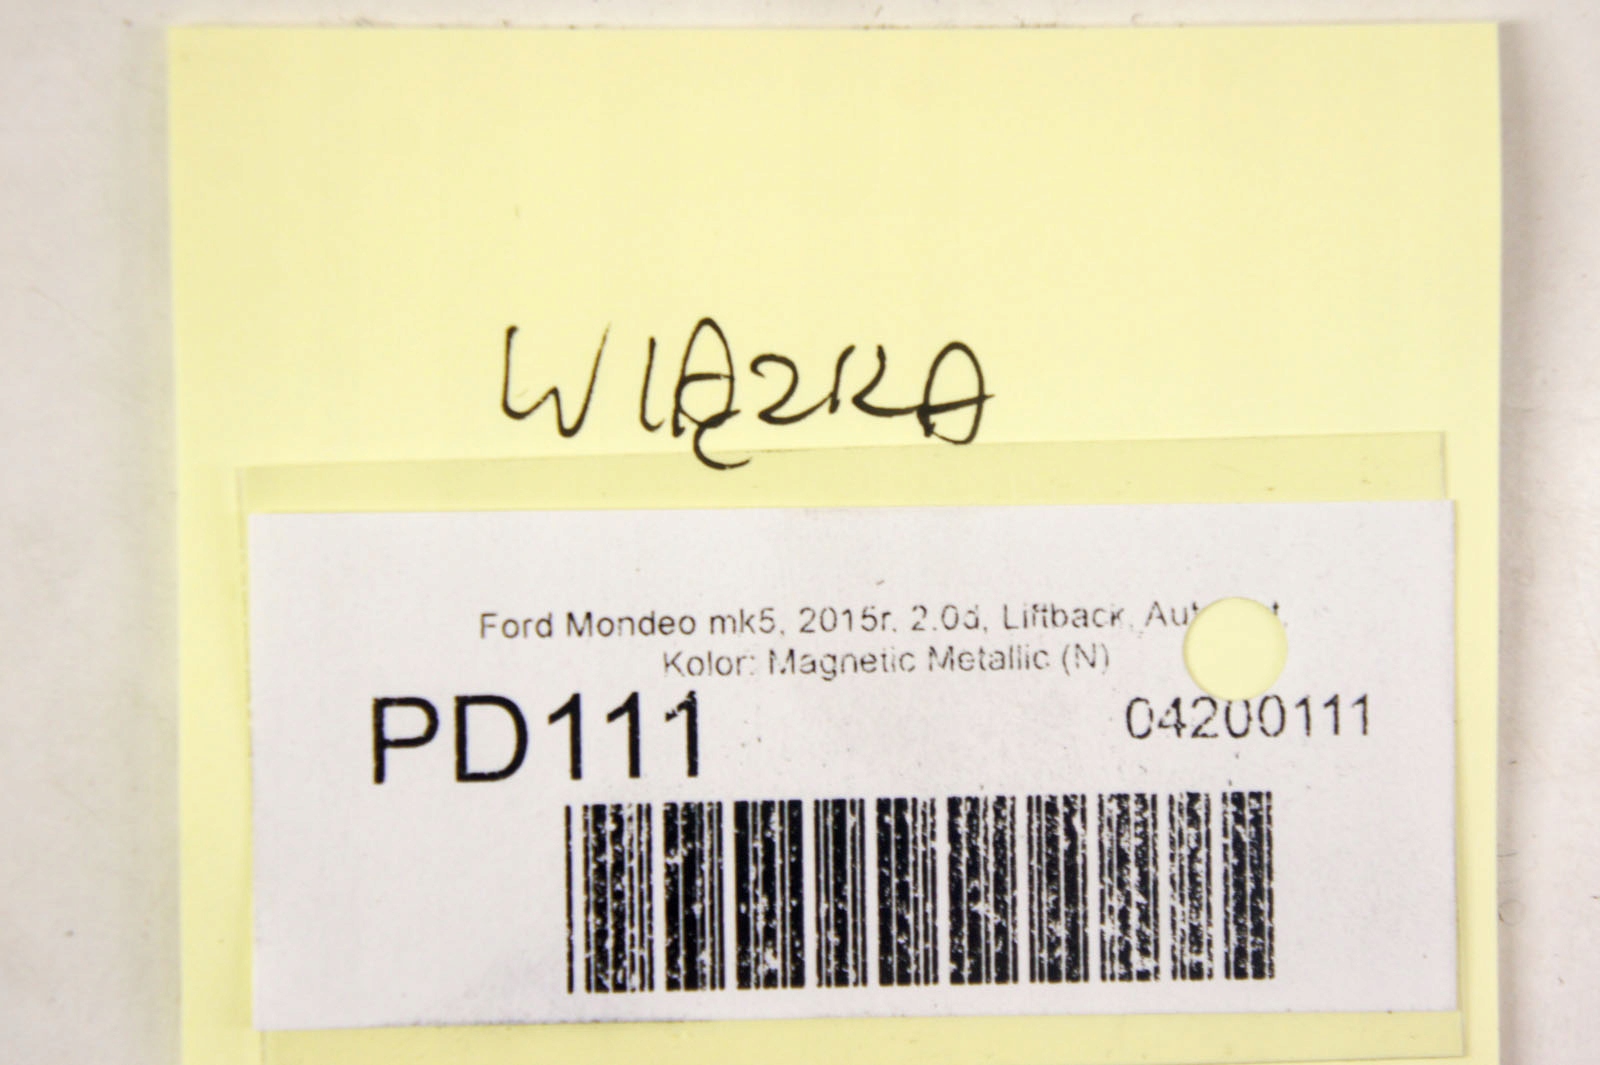 WIĄZKA
Ford Mondeo mk5, 2015r, 2.0d, Liftback,
Kolor: Magnetic Metallic (N)
PD111
04200111